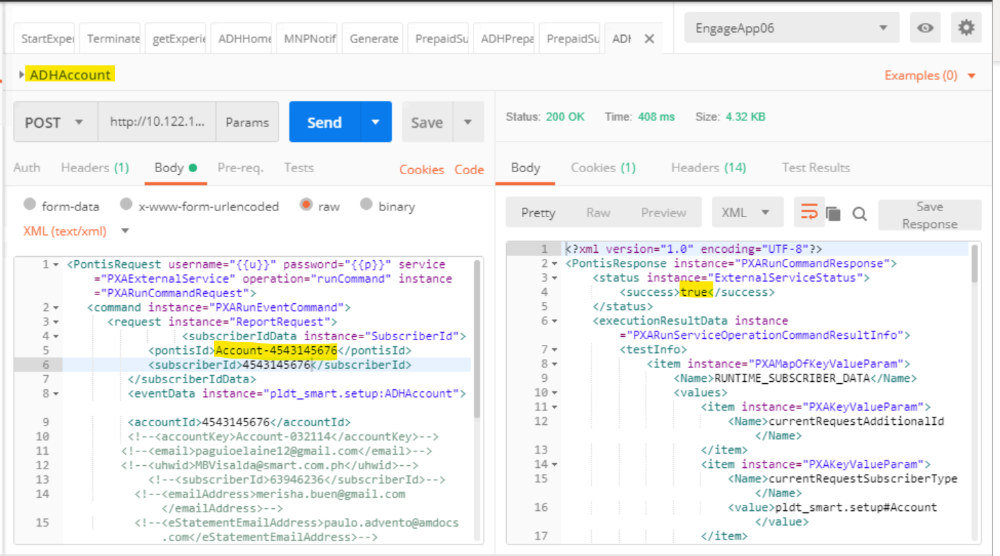 StartExper
Terminate
getExperie
ADHHome
MNPNotif
Generate
PrepaidSu
ADHPrepa
PrepaidSu
ADH
EngageApp06
ADHAccount
Examples (0)
POST
http://10.122.1...
Params
Send
Save
Auth
Headers (1)
Body
Pre-req.
Tests
Cookies
Code
form-data
x-www-form-urlencoded
raw
binary
XML (text/xml)
1 <PontisRequest username="{{u}}" password="{{p}}" service
="PXAExternalService" operation="runCommand" instance
="PXARunCommandRequest">
2 <command instance="PXARunEventCommand">
3 <request instance="ReportRequest">
4 <subscriberIdData instance="SubscriberId">
5 <pontisId>Account-4543145676</pontisId>
6 <subscriberId>4543145676</subscriberId>
7 </subscriberIdData>
8 <eventData instance="pldt_smart.setup:ADHAccount">
9 <accountId>4543145676</accountId>
10 <!--<accountKey>Account-032114</accountKey>-->
11 <!--<email>paguioelaine12@gmail.com</email>-->
12 <!--<uhwid>MBVisalda@smart.com.ph</uhwid>-->
13 <!--<subscriberId>63946236</subscriberId>-->
14 <!--<emailAddress>merisha.buen@gmail.com
</emailAddress>-->
15 <!--<eStatementEmailAddress>paulo.advento@amdocs
.com</eStatementEmailAddress>-->
Status: 200 OK Time: 408 ms Size: 4.32 KB
Body
Cookies (1)
Headers (14)
Test Results
Pretty
Raw
Preview
XML
Save
Response
1 <?xml version="1.0" encoding="UTF-8"?>
2 <PontisResponse instance="PXARunCommandResponse">
3 <status instance="ExternalServiceStatus">
4 <success>true</success>
5 </status>
6 <executionResultData instance
="PXARunServiceOperationCommandResultInfo">
7 <testInfo>
8 <item instance="PXAMapOfKeyValueParam">
9 <Name>RUNTIME_SUBSCRIBER_DATA</Name>
10 <values>
11 <item instance="PXAKeyValueParam">
12 <Name>currentRequestAdditionalId
</Name>
13 </item>
14 <item instance="PXAKeyValueParam">
15 <Name>currentRequestSubscriberType
</Name>
16 <value>pldt_smart.setup#Account
</value>
17 </item>